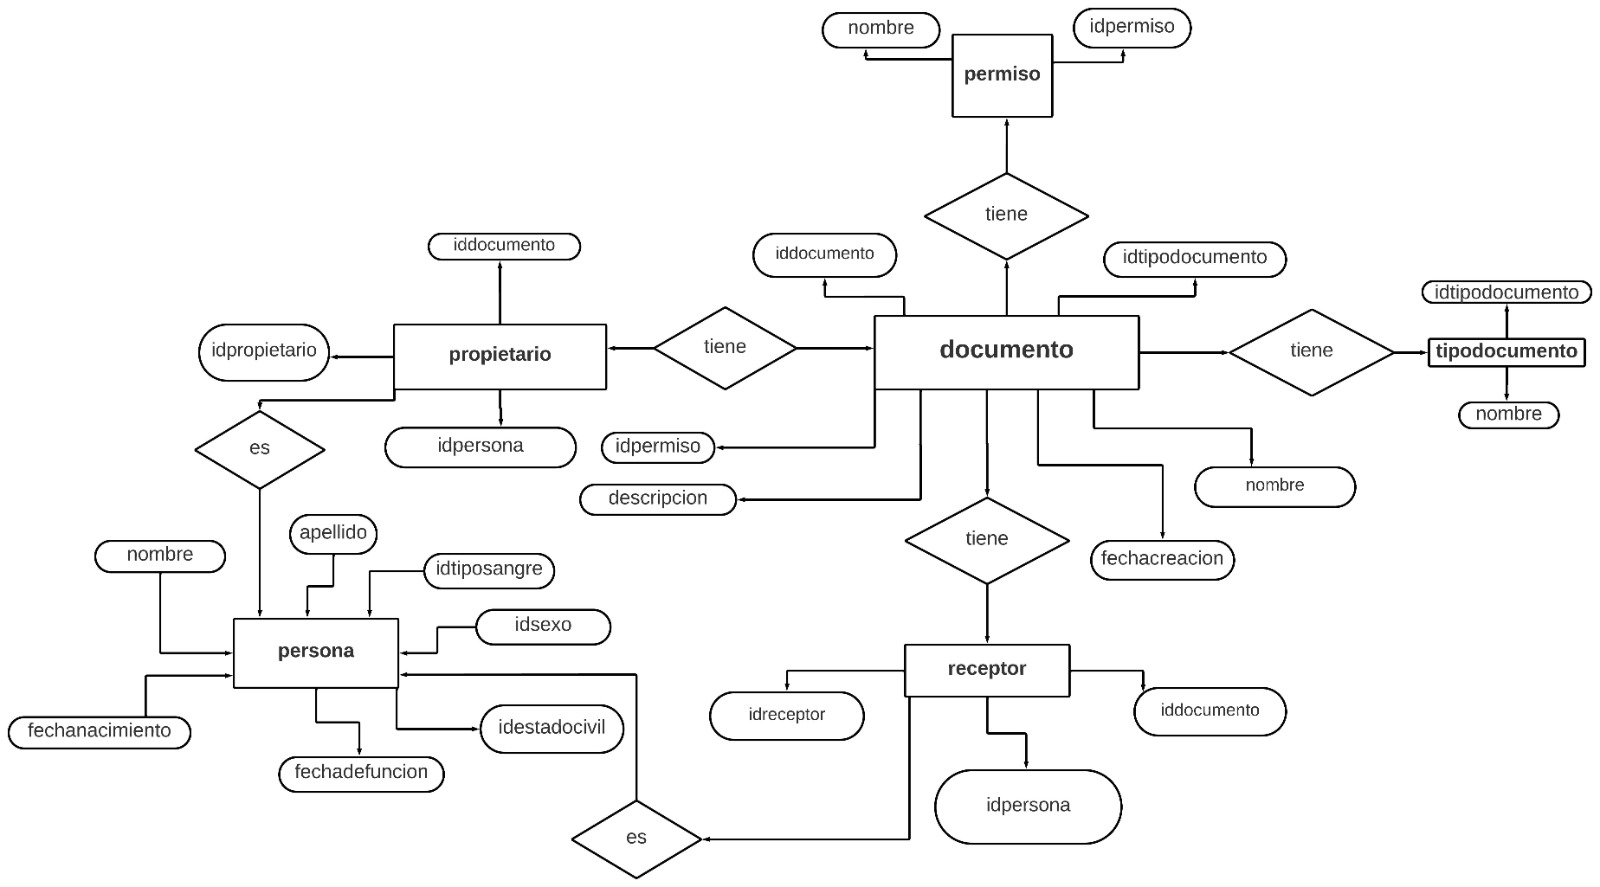 nombre
idpermiso
permiso
tiene
iddocumento
iddocumento
idtipodocumento
idtipodocumento
idpropietario
propietario
tiene
documento
tiene
tipodocumento
nombre
es
idpersona
idpermiso
descripcion
nombre
apellido
tiene
nombre
idtiposangre
fechacreacion
idsexo
persona
receptor
fechanacimiento
idestadocivil
idreceptor
iddocumento
fechadefuncion
idpersona
es